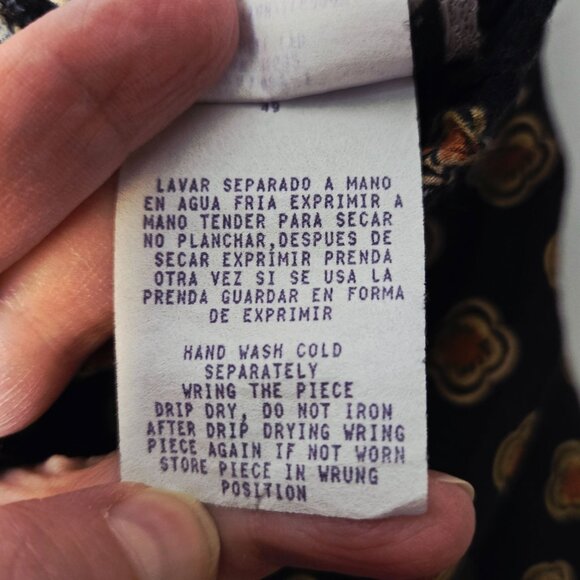 49
LAVAR SEPARADO A MANO
EN AGUA FRIA EXPRIMIR A
MANO TENDER PARA SECAR
NO PLANCHAR,DESPUES DE
SECAR EXPRIMIR PRENDA
OTRA VEZ SI SE USA LA
PRENDA GUARDAR EN FORMA
DE EXPRIMIR
HAND WASH COLD
SEPARATELY
WRING THE PIECE
DRIP DRY, DO NOT IRON
AFTER DRIP DRYING WRING
PIECE AGAIN IF NOT WORN
STORE PIECE IN WRUNG
POSITION